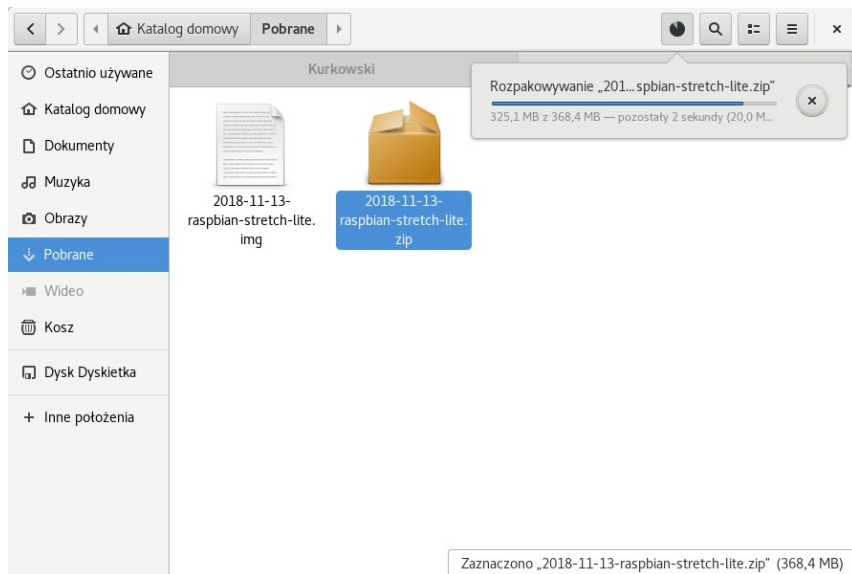 Katalog domowy Pobrane
Ostatnio używane
Katalog domowy
Dokumenty
Muzyka
Obrazy
Pobrane
Wideo
Kosz
Dysk Dyskietka
Inne położenia
Kurkowski
Rozpakowywanie „201...spbian-stretch-lite.zip”
325,1 MB z 368,4 MB — pozostały 2 sekundy (20,0 M...
2018-11-13-
raspbian-stretch-lite.
img
2018-11-13-
raspbian-stretch-lite.
zip
Zaznaczono „2018-11-13-raspbian-stretch-lite.zip” (368,4 MB)